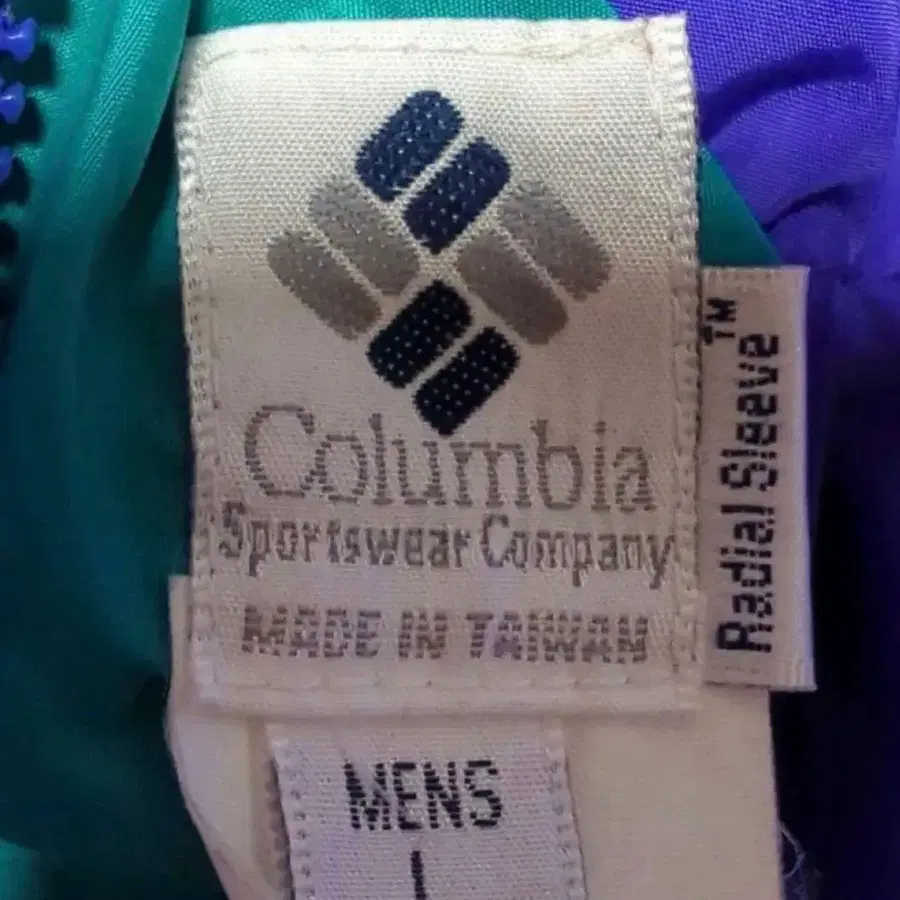 Columbia
Sportswear Company
MADE IN TAIWAN
Radial Sleeve™
MENS